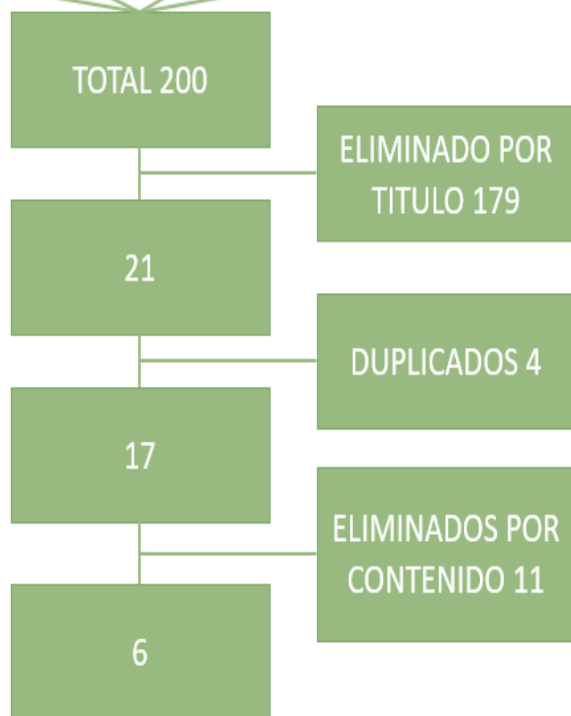 TOTAL 200
ELIMINADO POR
TITULO 179
21
DUPLICADOS 4
17
ELIMINADOS POR
CONTENIDO 11
6